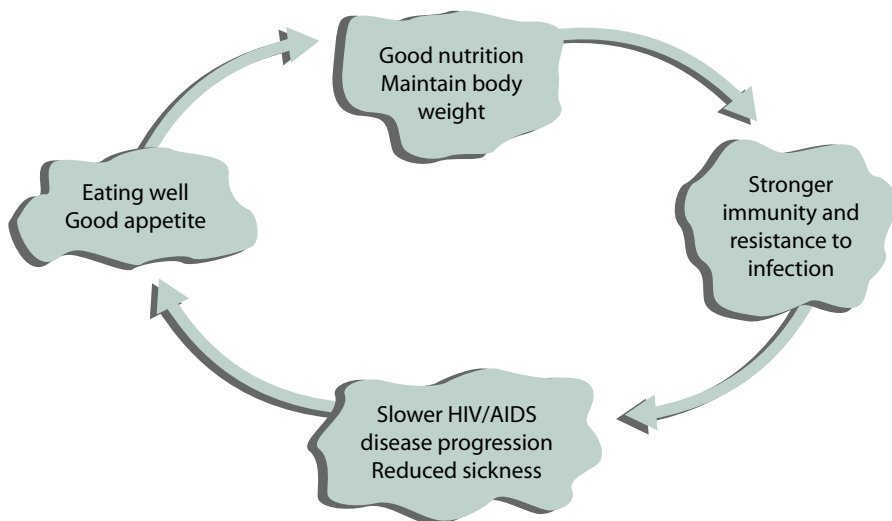 Good nutrition
Maintain body
weight
Stronger
immunity and
resistance to
infection
Slower HIV/AIDS
disease progression
Reduced sickness
Eating well
Good appetite